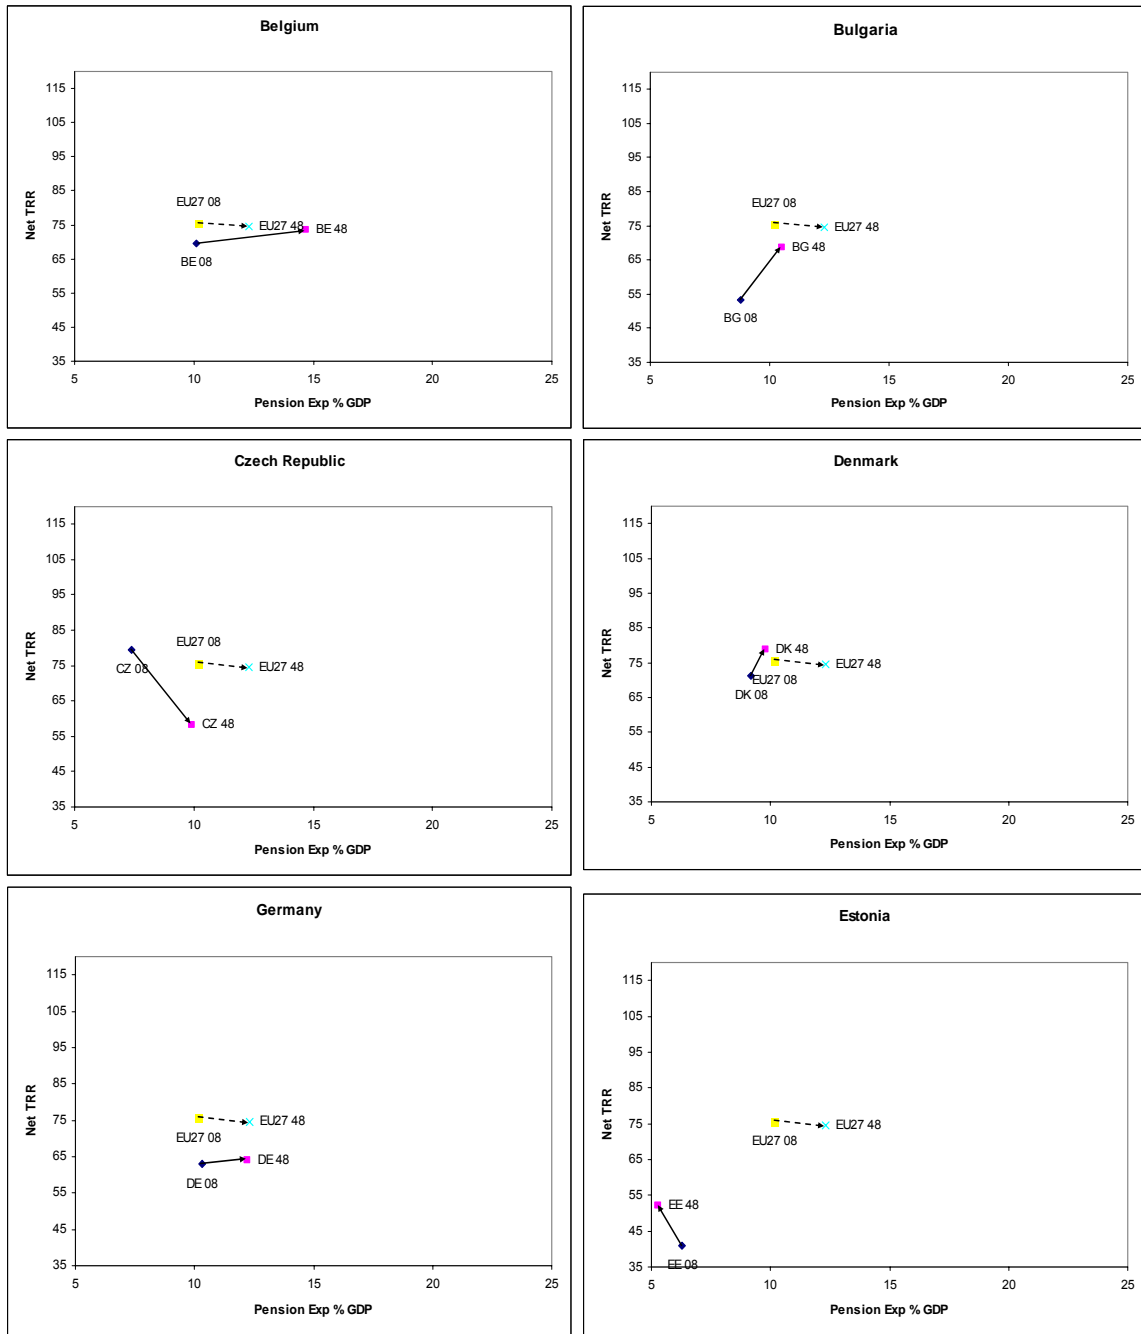 Belgium
115
105
95
85
75
65
55
45
35
Net TRR
EU27 08
EU27 48
BE 48
BE 08
5 10 15 20 25
Pension Exp % GDP
Bulgaria
115
105
95
85
75
65
55
45
35
Net TRR
EU27 08
EU27 48
BG 48
BG 08
5 10 15 20 25
Pension Exp % GDP
Czech Republic
115
105
95
85
75
65
55
45
35
Net TRR
EU27 08
CZ 08
EU27 48
CZ 48
5 10 15 20 25
Pension Exp % GDP
Denmark
115
105
95
85
75
65
55
45
35
Net TRR
DK 48
EU27 48
EU27 08
DK 08
5 10 15 20 25
Pension Exp % GDP
Germany
115
105
95
85
75
65
55
45
35
Net TRR
EU27 48
EU27 08
DE 48
DE 08
5 10 15 20 25
Pension Exp % GDP
Estonia
115
105
95
85
75
65
55
45
35
Net TRR
EU27 48
EU27 08
EE 48
EE 08
5 10 15 20 25
Pension Exp % GDP